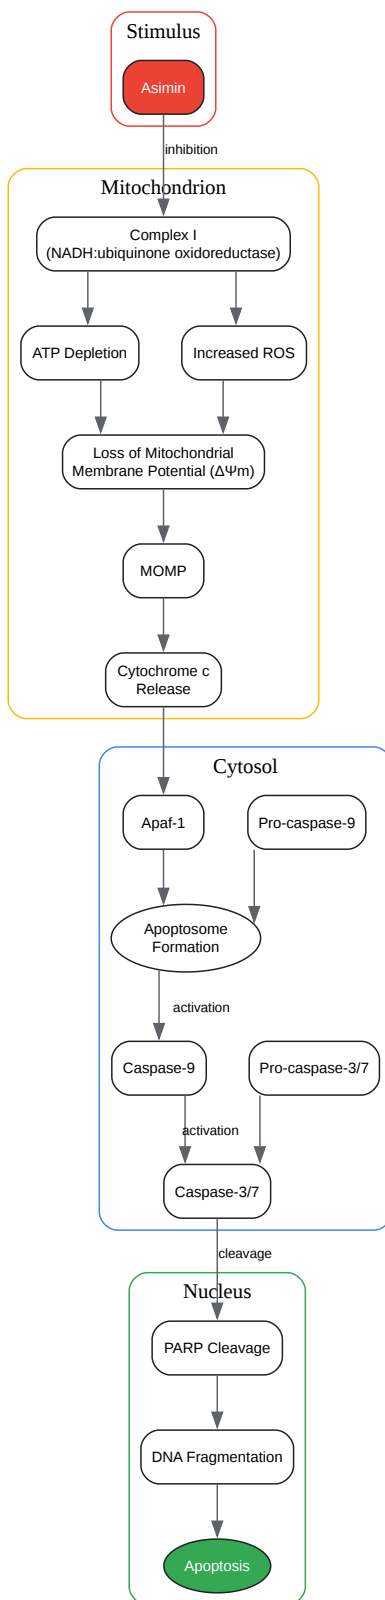 Stimulus
Asimin
inhibition
Mitochondrion
Complex I
(NADH:ubiquinone oxidoreductase)
ATP Depletion
Increased ROS
Loss of Mitochondrial
Membrane Potential (ΔΨm)
MOMP
Cytochrome c
Release
Cytosol
Apaf-1
Pro-caspase-9
Apoptosome
Formation
activation
Caspase-9
Pro-caspase-3/7
activation
Caspase-3/7
cleavage
Nucleus
PARP Cleavage
DNA Fragmentation
Apoptosis